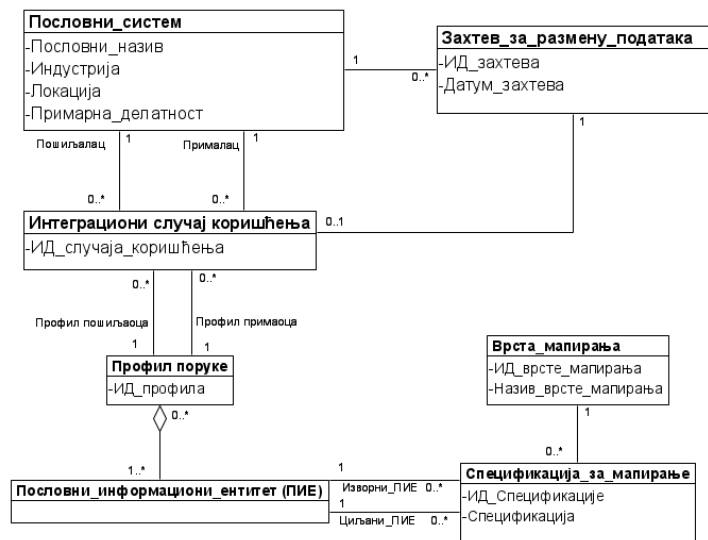 Пословни_систем
-Пословни_назив
-Индустрија
-Локација
-Примарна_делатност
Захтев_за_размену_података
-ИД_захтева
-Датум_захтева
1
0..*
Пошиљалац
1
Прималац
1
1
0..*
0..*
Интеграциони случај коришћења
-ИД_случаја_коришћења
0..1
0..*
0..*
Профил пошиљаоца
Профил примаоца
1
1
Профил поруке
-ИД_профила
0..*
1..*
Врста_мапирања
-ИД_врсте_мапирања
-Назив_врсте_мапирања
1
0..*
Пословни_информациони_ентитет (ПИЕ)
1
Изворни_ПИЕ 0..*
1
Циљани_ПИЕ 0..*
Спецификација_за_мапирање
-ИД_Спецификације
-Спецификација